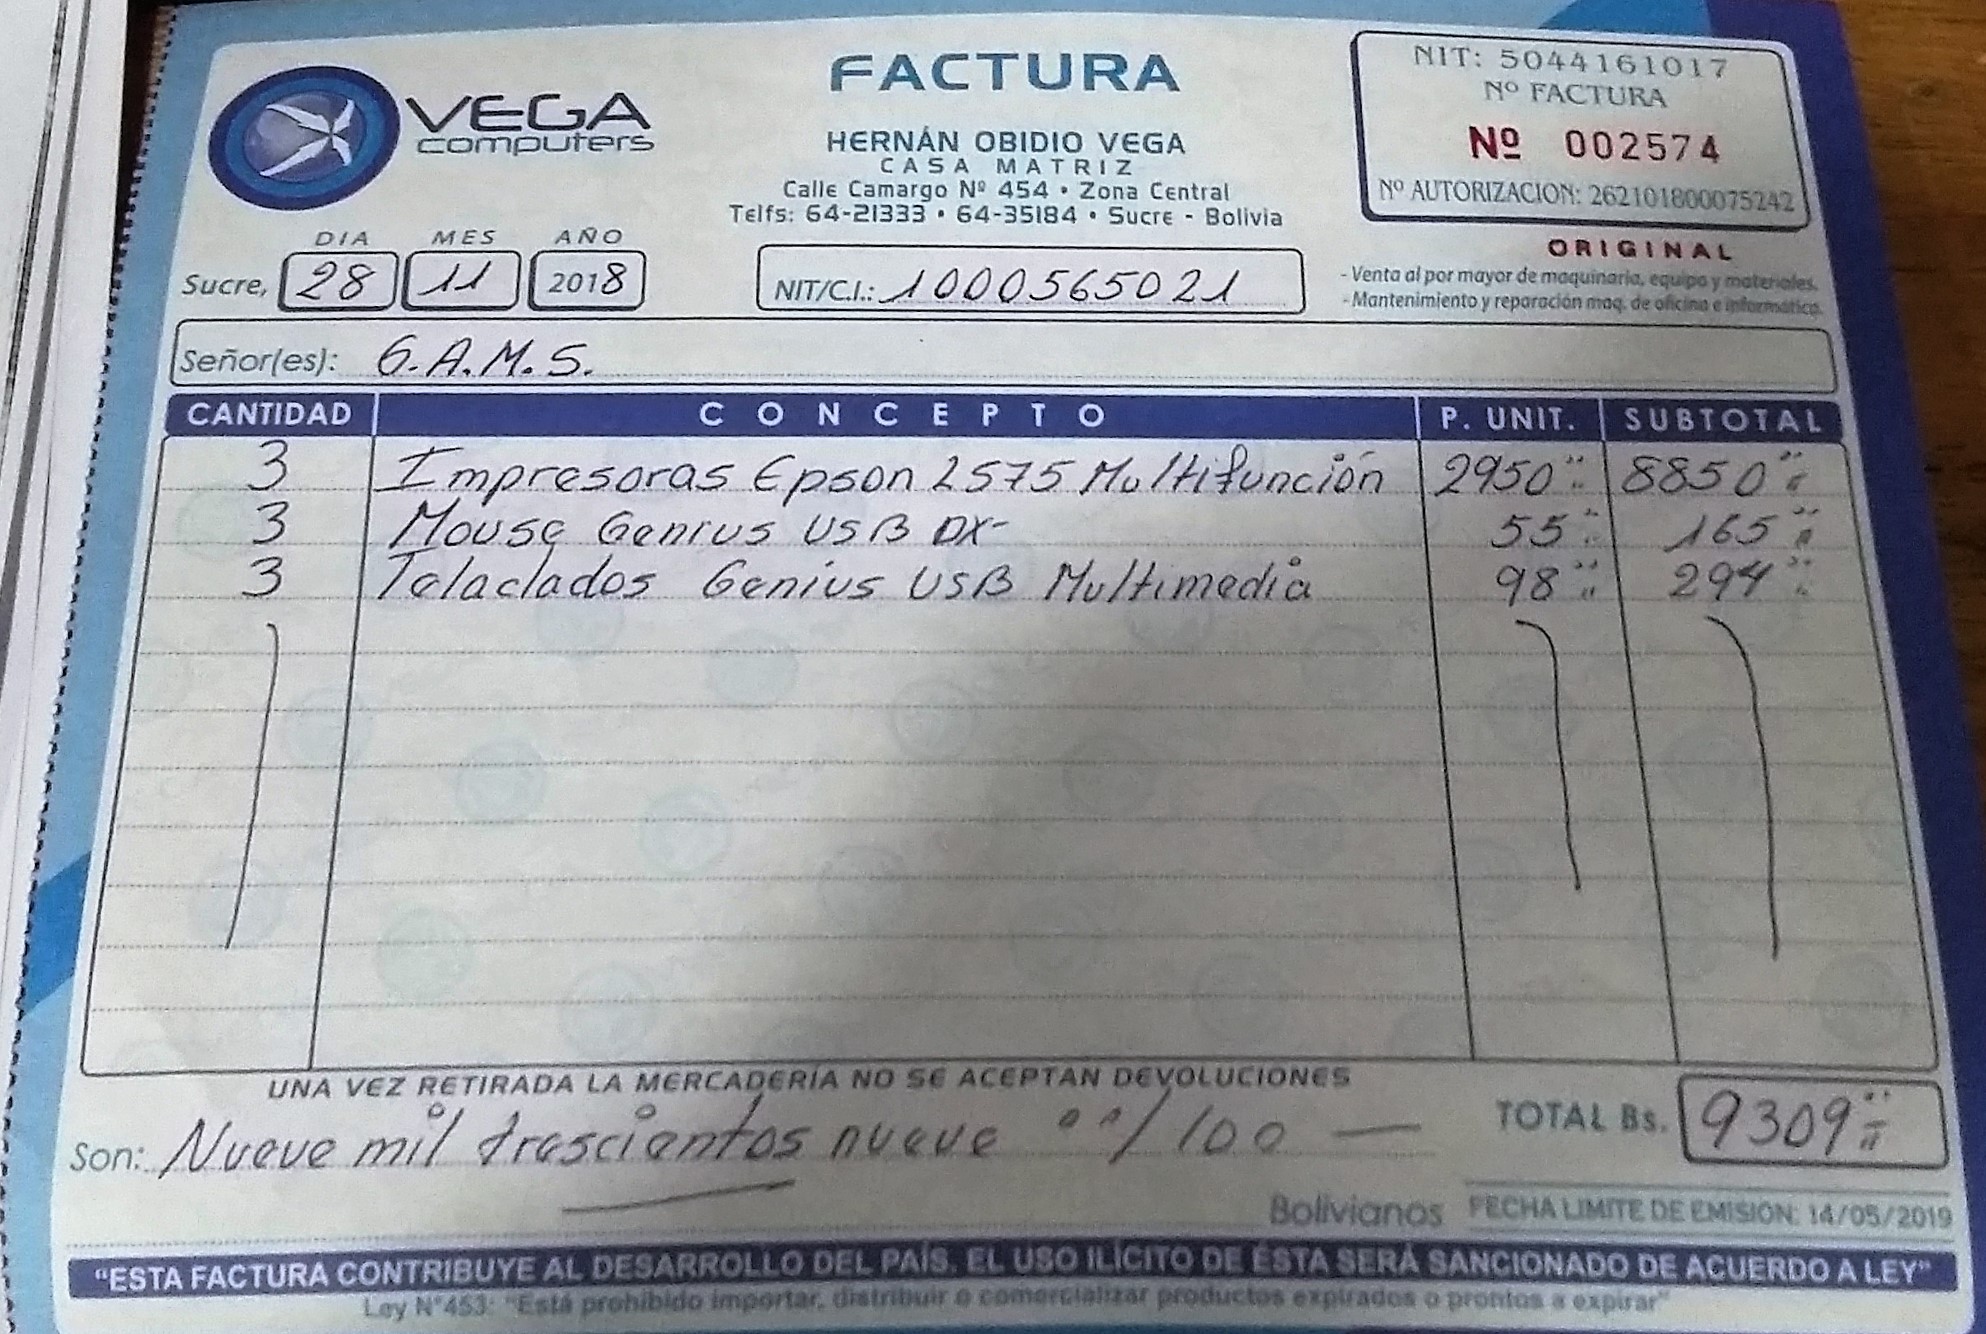 VEGA
computers
FACTURA
HERNÁN OBIDIO VEGA
CASA MATRIZ
Calle Camargo Nº 454 • Zona Central
Telfs: 64-21333 • 64-35184 • Sucre - Bolivia
NIT: 5044161017
Nº FACTURA
Nº 002574
Nº AUTORIZACION: 262101800075242
ORIGINAL
- Venta al por mayor de maquinaria, equipo y materiales.
- Mantenimiento y reparación maq. de oficina e informática.
DIA MES AÑO
Sucre, 28 11 2018
NIT/C.I.: 1000565021
Señor(es): G.A.M.S.
CANTIDAD CONCEPTO P. UNIT. SUBTOTAL
3 Impresoras Epson L575 Multifunción 2950 8850
3 Mouse Genius USB DX- 55 165
3 Telaclados Genius USB Multimedia 98 294
UNA VEZ RETIRADA LA MERCADERÍA NO SE ACEPTAN DEVOLUCIONES
Son: Nueve mil trescientos nueve 00/100
TOTAL Bs. 9309
Bolivianos
FECHA LIMITE DE EMISIÓN: 14/05/2019
"ESTA FACTURA CONTRIBUYE AL DESARROLLO DEL PAÍS. EL USO ILÍCITO DE ÉSTA SERÁ SANCIONADO DE ACUERDO A LEY"
Ley N°453: "Está prohibido importar, distribuir o comercializar productos expirados o prontos a expirar"